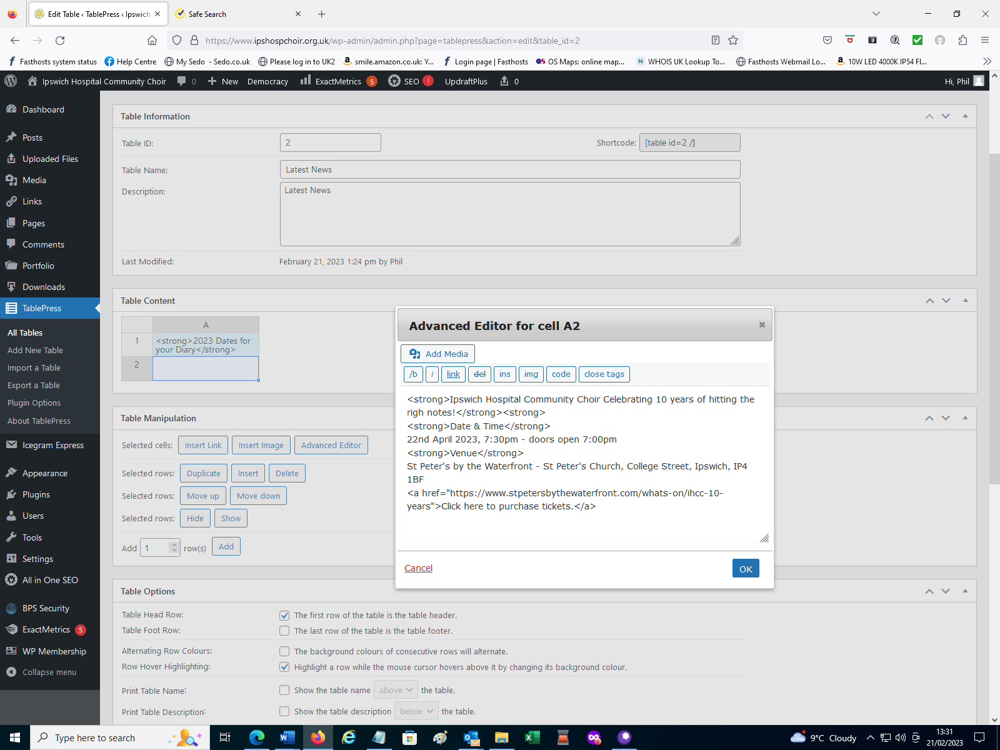 Edit Table ‹ TablePress ‹ Ipswich
Safe Search
https://www.ipshospchoir.org.uk/wp-admin/admin.php?page=tablepress&action=edit&table_id=2
Fasthosts system status
Help Centre
My Sedo - Sedo.co.uk
Please log in to UK2
smile.amazon.co.uk: Y...
Login page | Fasthosts
OS Maps: online map...
WHOIS UK Lookup To...
Fasthosts Webmail Lo...
10W LED 4000K IP54 Fl...
Ipswich Hospital Community Choir
0
New
Democracy
ExactMetrics 5
SEO !
UpdraftPlus
0
Hi, Phil
Dashboard
Posts
Uploaded Files
Media
Links
Pages
Comments
Portfolio
Downloads
TablePress
All Tables
Add New Table
Import a Table
Export a Table
Plugin Options
About TablePress
Icegram Express
Appearance
Plugins
Users
Tools
Settings
All in One SEO
BPS Security
ExactMetrics 5
WP Membership
Collapse menu
Table Information
Table ID:
2
Shortcode:
[table id=2 /]
Table Name:
Latest News
Description:
Latest News
Last Modified:
February 21, 2023 1:24 pm by Phil
Table Content
A
1
<strong>2023 Dates for
your Diary</strong>
2
Table Manipulation
Selected cells:
Insert Link
Insert Image
Advanced Editor
Selected rows:
Duplicate
Insert
Delete
Selected rows:
Move up
Move down
Selected rows:
Hide
Show
Add
1
row(s)
Add
Advanced Editor for cell A2
Add Media
/b
i
link
del
ins
img
code
close tags
<strong>Ipswich Hospital Community Choir Celebrating 10 years of hitting the
righ notes!</strong><strong>
<strong>Date & Time</strong>
22nd April 2023, 7:30pm - doors open 7:00pm
<strong>Venue</strong>
St Peter's by the Waterfront - St Peter's Church, College Street, Ipswich, IP4
1BF
<a href="https://www.stpetersbythewaterfront.com/whats-on/ihcc-10-
years">Click here to purchase tickets.</a>
Cancel
OK
Table Options
Table Head Row:
The first row of the table is the table header.
Table Foot Row:
The last row of the table is the table footer.
Alternating Row Colours:
The background colours of consecutive rows will alternate.
Row Hover Highlighting:
Highlight a row while the mouse cursor hovers above it by changing its background colour.
Print Table Name:
Show the table name
above
the table.
Print Table Description:
Show the table description
below
the table.
Type here to search
9°C Cloudy
13:31
21/02/2023